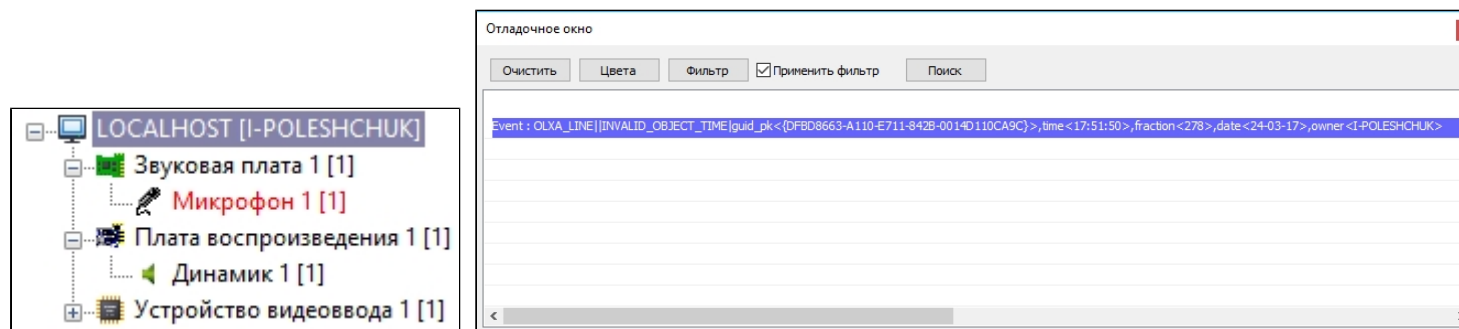 LOCALHOST [I-POLESHCHUK]
Звуковая плата 1 [1]
Микрофон 1 [1]
Плата воспроизведения 1 [1]
Динамик 1 [1]
Устройство видеоввода 1 [1]
Отладочное окно
Очистить Цвета Фильтр Применить фильтр Поиск
Event : OLXA_LINE||INVALID_OBJECT_TIME|guid_pk<{DFBD8663-A110-E711-842B-0014D110CA9C}>,time<17:51:50>,fraction<278>,date<24-03-17>,owner<I-POLESHCHUK>